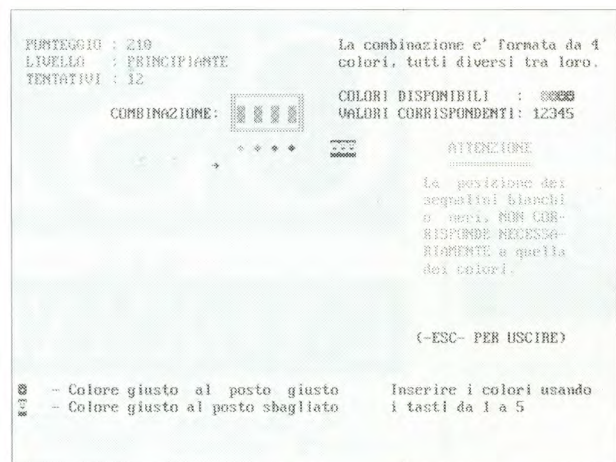 PUNTEGGIO : 210
LIVELLO : PRINCIPIANTE
TENTATIVI : 12
La combinazione e' formata da 4
colori, tutti diversi tra loro.
COLORI DISPONIBILI :
VALORI CORRISPONDENTI: 12345
COMBINAZIONE:
ATTENZIONE
La posizione dei
segnalini bianchi
o neri, NON COR-
RISPONDE NECESSA-
RIAMENTE a quella
dei colori.
(-ESC- PER USCIRE)
- Colore giusto al posto giusto
- Colore giusto al posto sbagliato
Inserire i colori usando
i tasti da 1 a 5